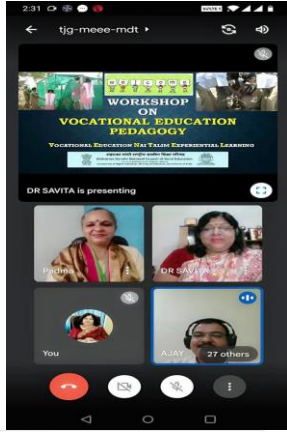 2:31
tjg-meee-mdt
WELCOME
WORKSHOP
ON
VOCATIONAL EDUCATION
PEDAGOGY
VOCATIONAL EDUCATION NAI TALIM EXPERIENTIAL LEARNING
DR SAVITA is presenting
Padma
DR SAVITA
You
AJAY
27 others